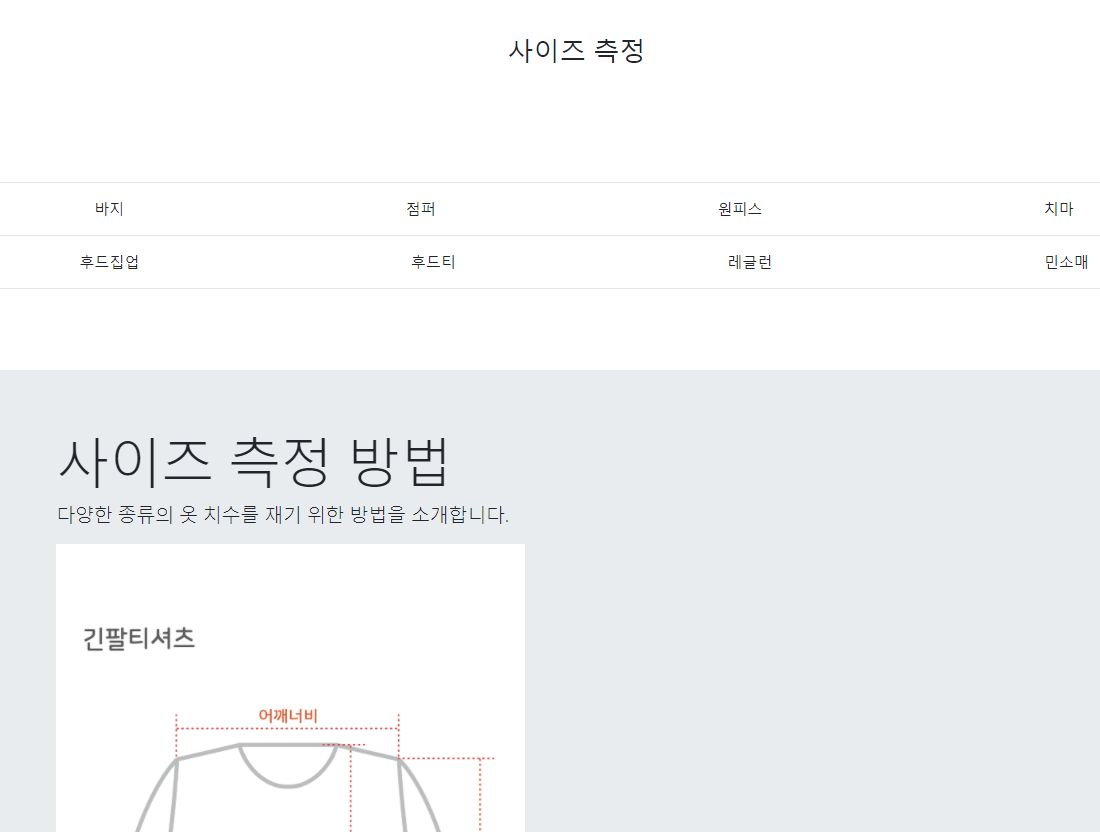 사이즈 측정
바지 점퍼 원피스 치마
후드집업 후드티 레글런 민소매
사이즈 측정 방법
다양한 종류의 옷 치수를 재기 위한 방법을 소개합니다.
긴팔티셔츠
어깨너비